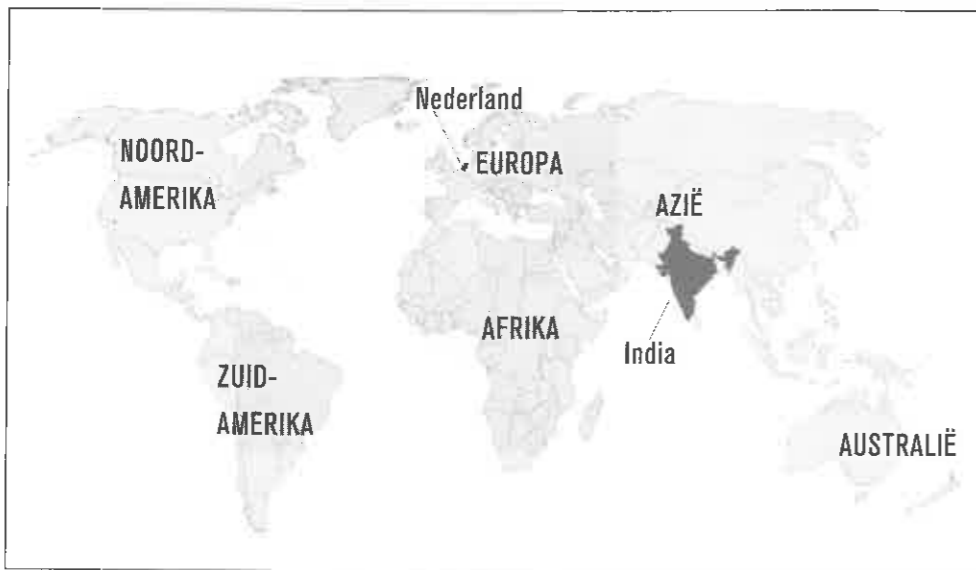 Nederland
NOORD-
AMERIKA
EUROPA
AZIË
AFRIKA
India
ZUID-
AMERIKA
AUSTRALIË